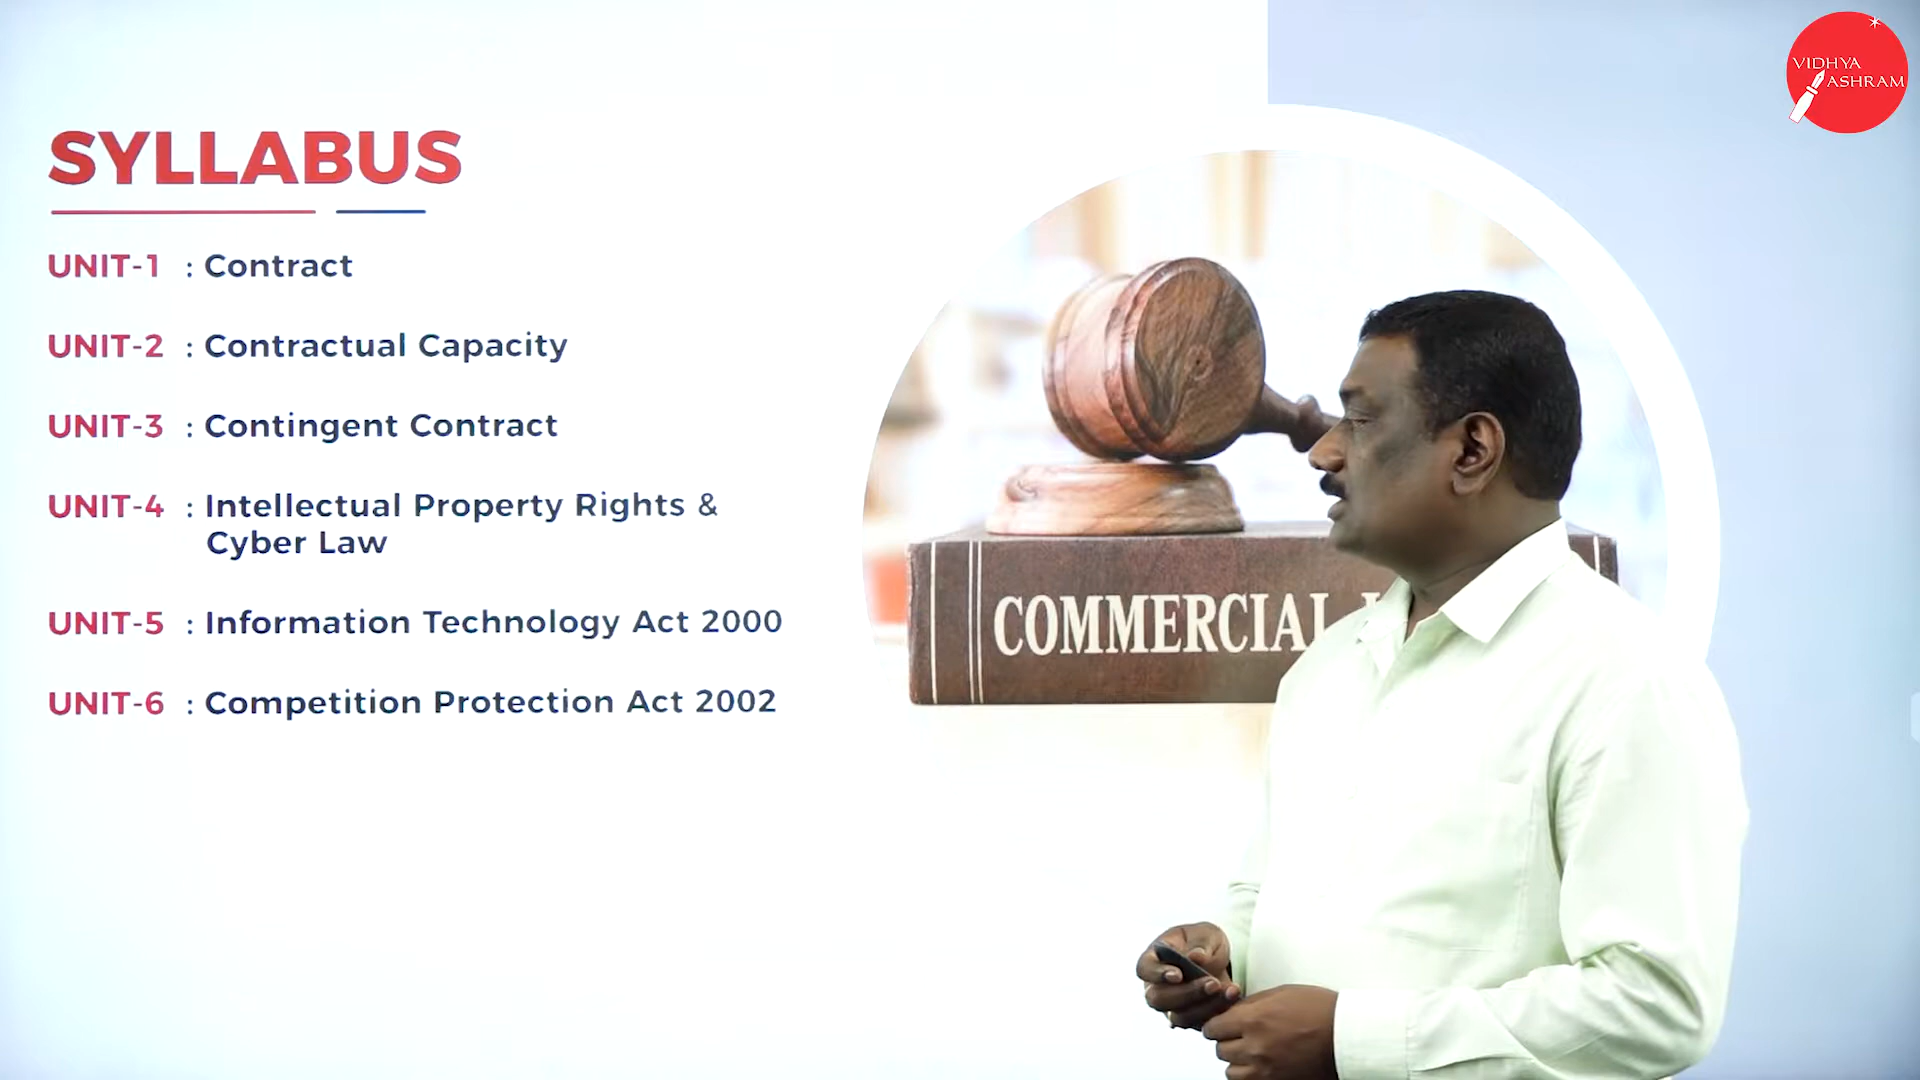 VIDHYA
ASHRAM
SYLLABUS
UNIT-1 : Contract
UNIT-2 : Contractual Capacity
UNIT-3 : Contingent Contract
UNIT-4 : Intellectual Property Rights &
Cyber Law
UNIT-5 : Information Technology Act 2000
UNIT-6 : Competition Protection Act 2002
COMMERCIAL